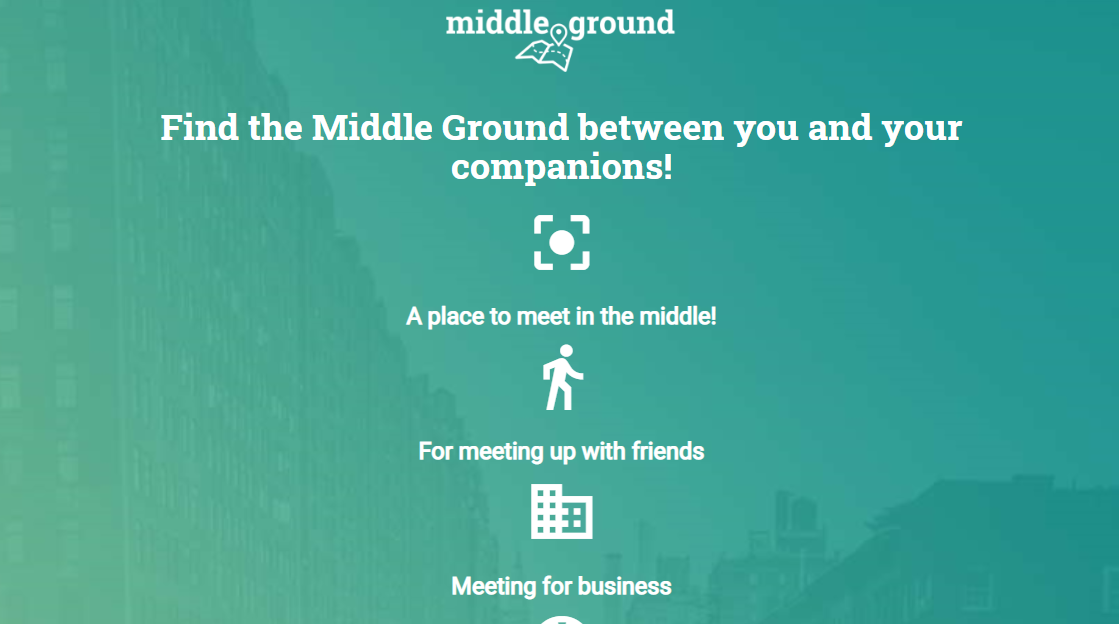 middle ground
Find the Middle Ground between you and your
companions!
A place to meet in the middle!
For meeting up with friends
Meeting for business